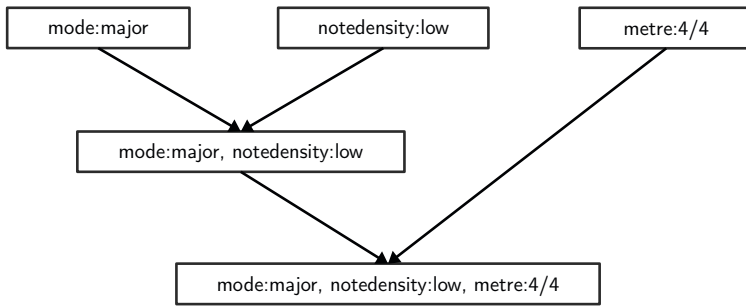 mode:major
notedensity:low
metre:4/4
mode:major, notedensity:low
mode:major, notedensity:low, metre:4/4